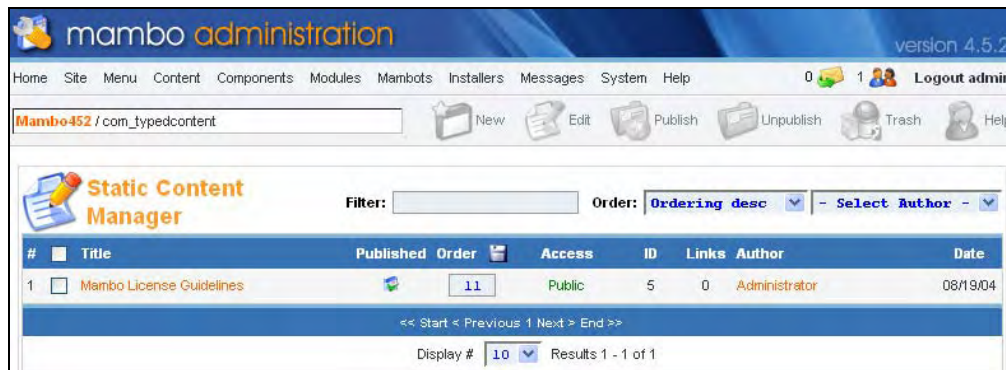 mambo administration
version 4.5.2
Home Site Menu Content Components Modules Mambots Installers Messages System Help 0 1 Logout admin
Mambo452 / com_typedcontent New Edit Publish Unpublish Trash Help
Static Content Manager Filter: Order: Ordering desc - Select Author -
# Title Published Order Access ID Links Author Date
1 Mambo License Guidelines 11 Public 5 0 Administrator 08/19/04
<< Start < Previous 1 Next > End >>
Display # 10 Results 1 - 1 of 1